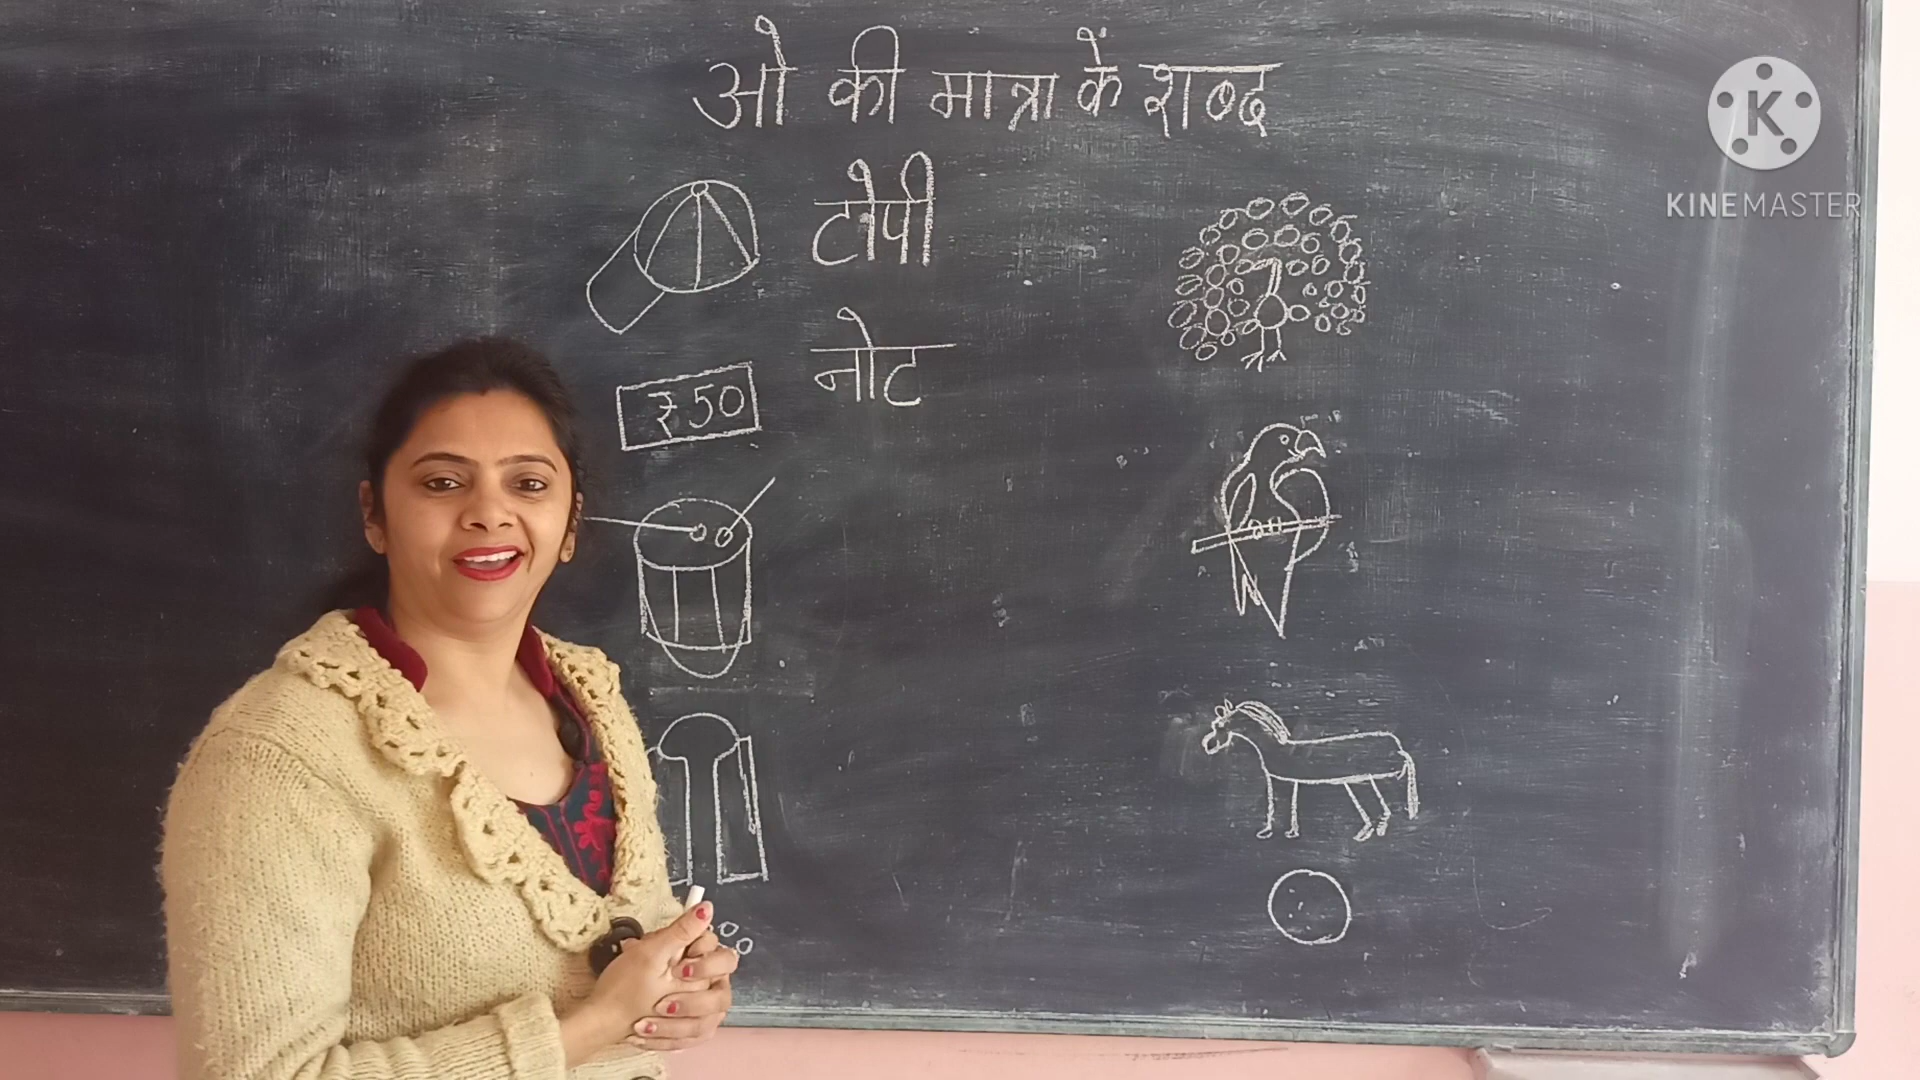 ओ की मात्रा के शब्द
टोपी
नोट
₹ 50
K
KINEMASTER